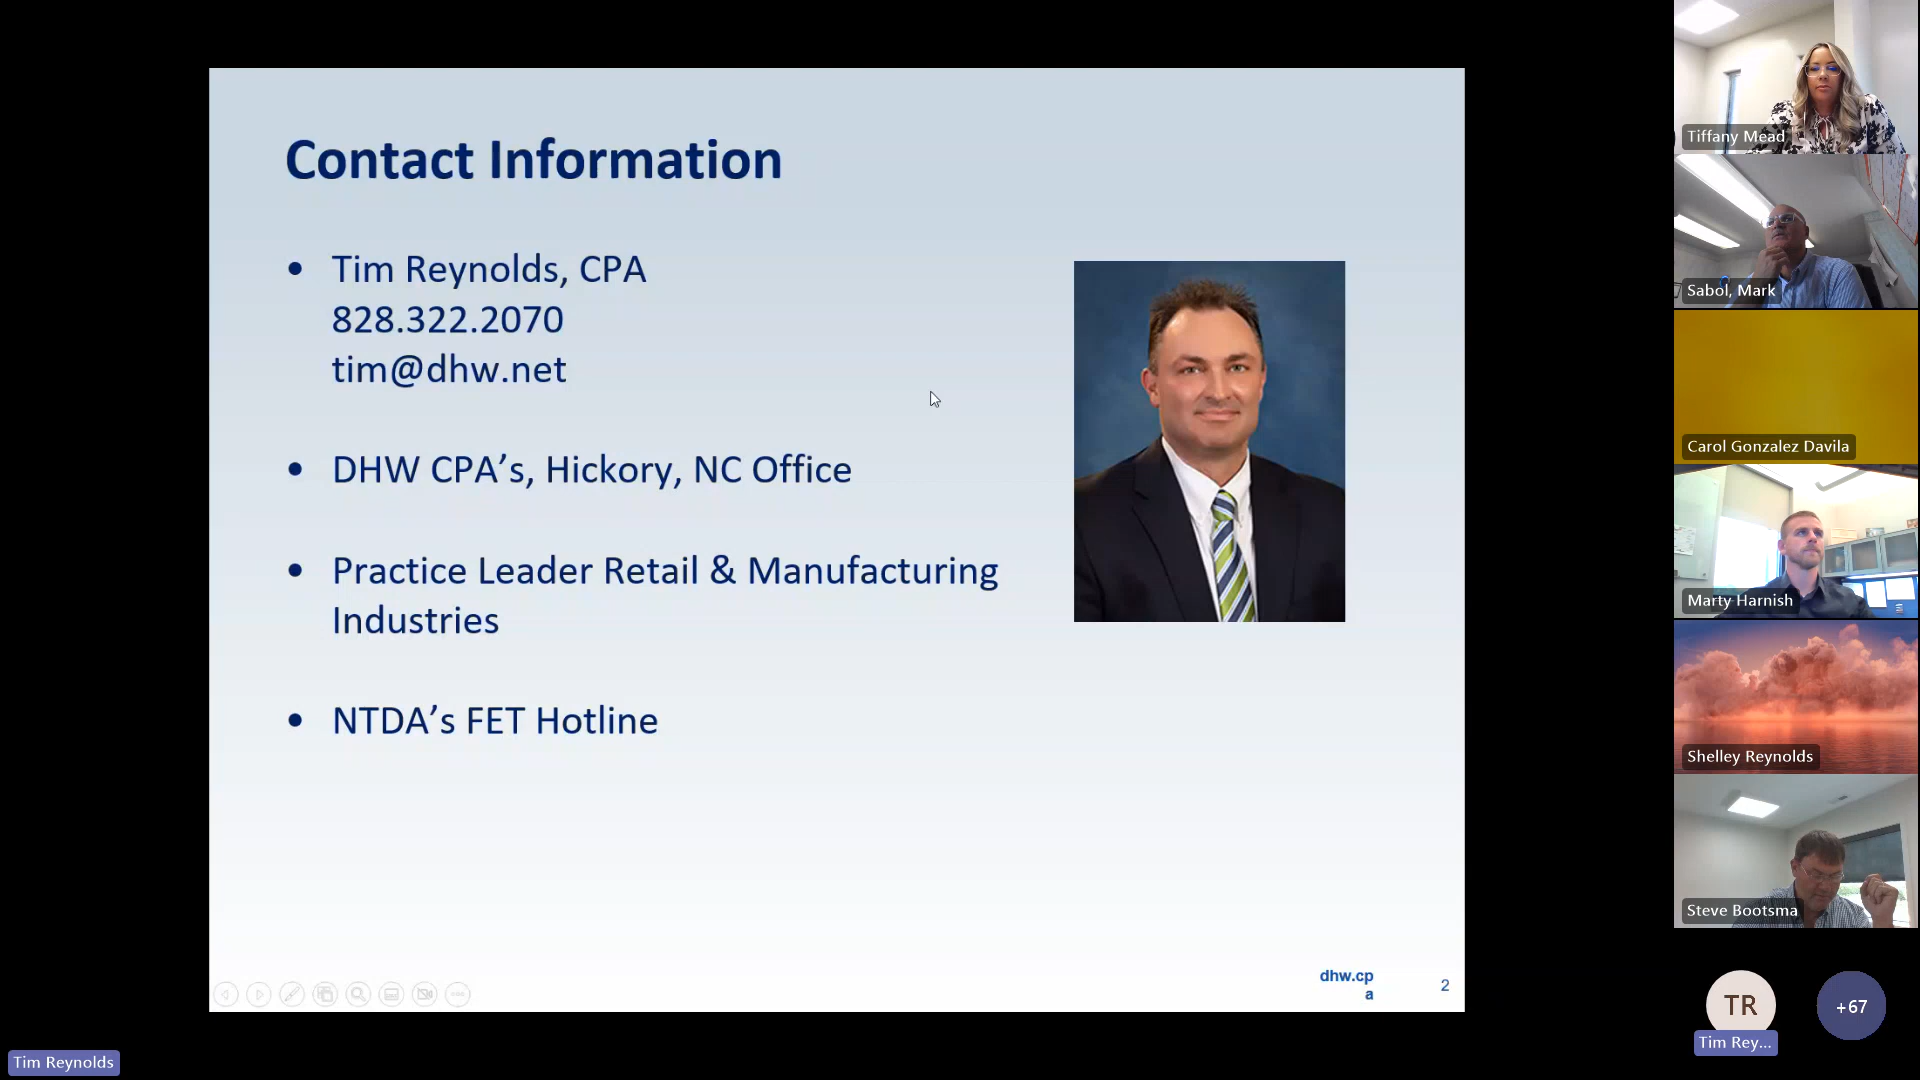 Contact Information
• Tim Reynolds, CPA
828.322.2070
tim@dhw.net
• DHW CPA’s, Hickory, NC Office
• Practice Leader Retail & Manufacturing
Industries
• NTDA’s FET Hotline
dhw.cp
a
2
Tim Reynolds
Tiffany Mead
Sabol, Mark
Carol Gonzalez Davila
Marty Harnish
Shelley Reynolds
Steve Bootsma
TR
Tim Rey...
+67